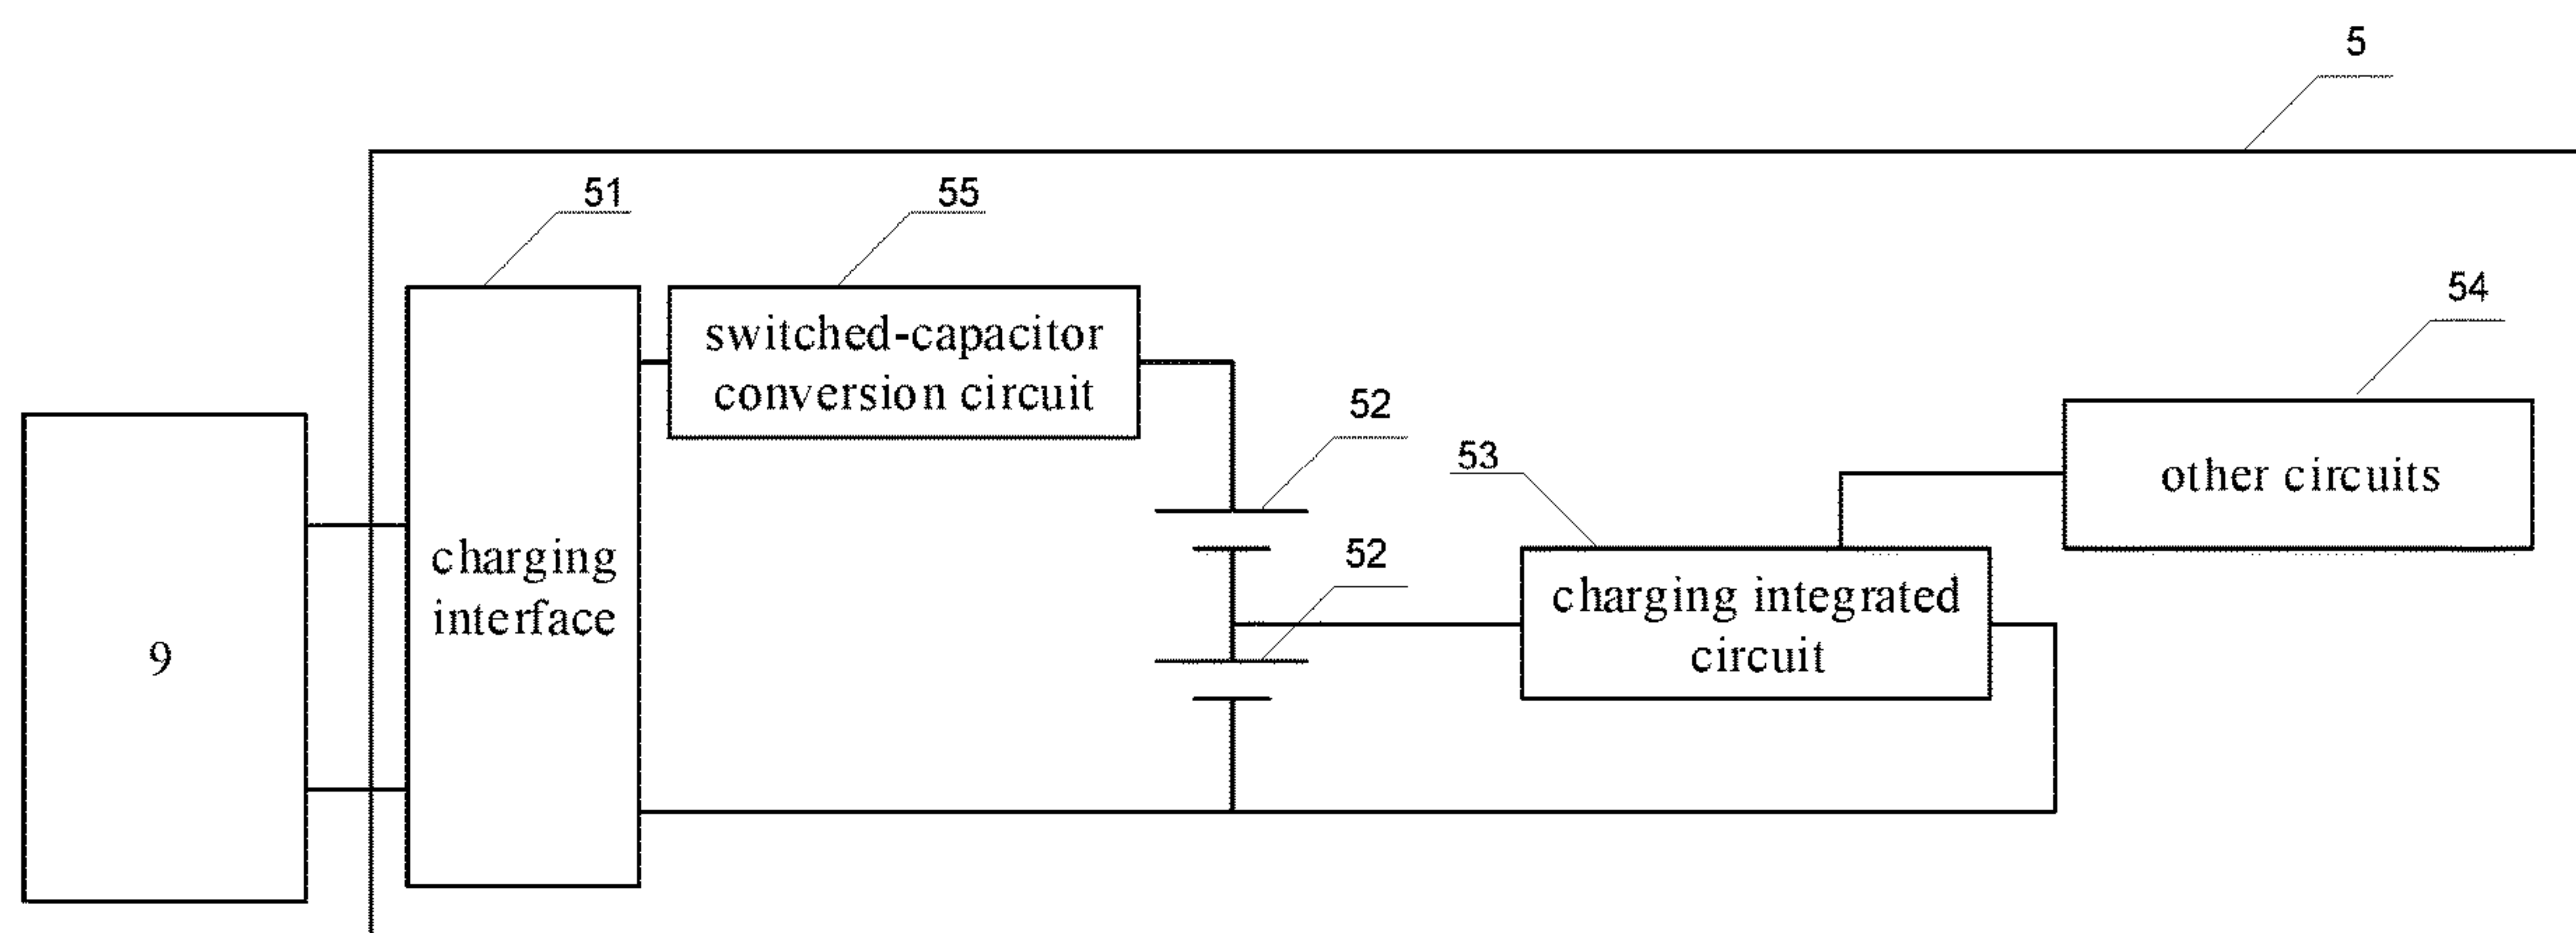 5
51
55
54
switched-capacitor
conversion circuit
52
53
other circuits
charging
interface
52
charging integrated
circuit
9